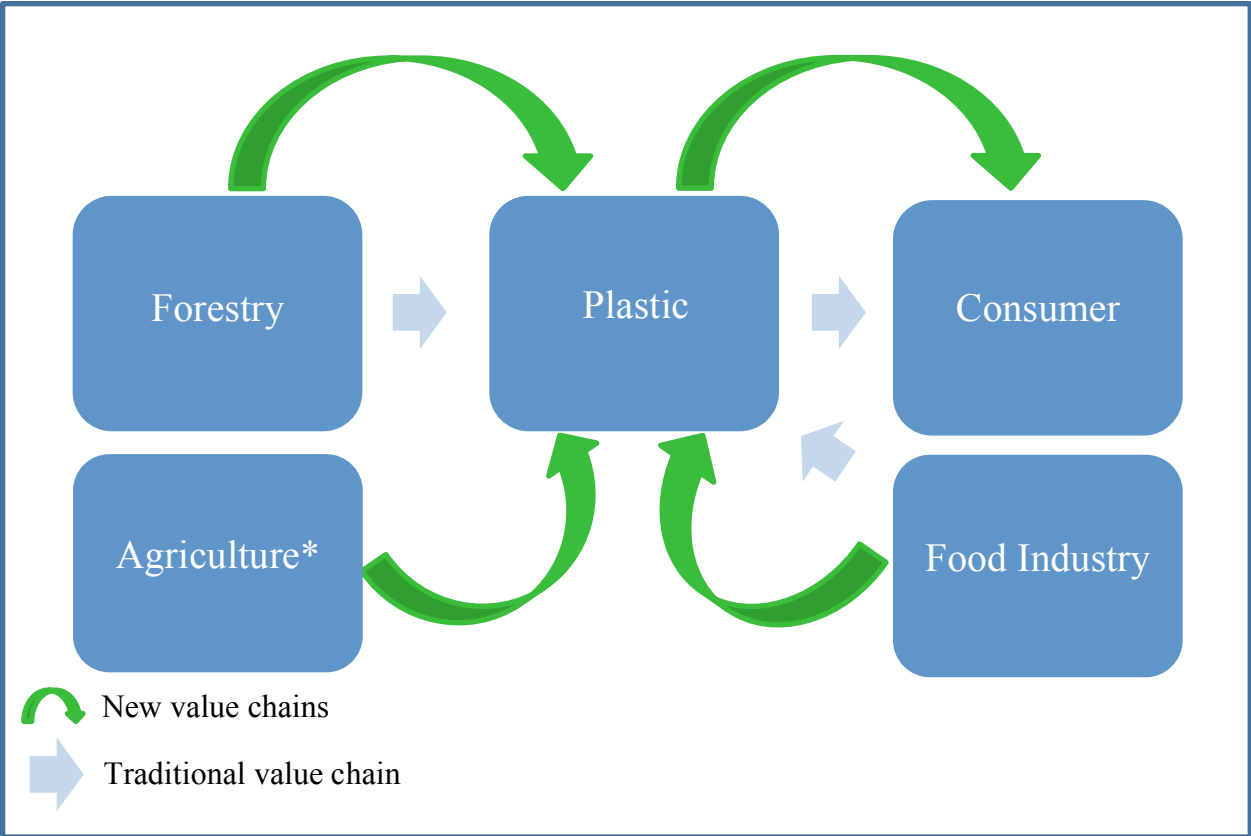 Forestry
Plastic
Consumer
Agriculture*
Food Industry
New value chains
Traditional value chain